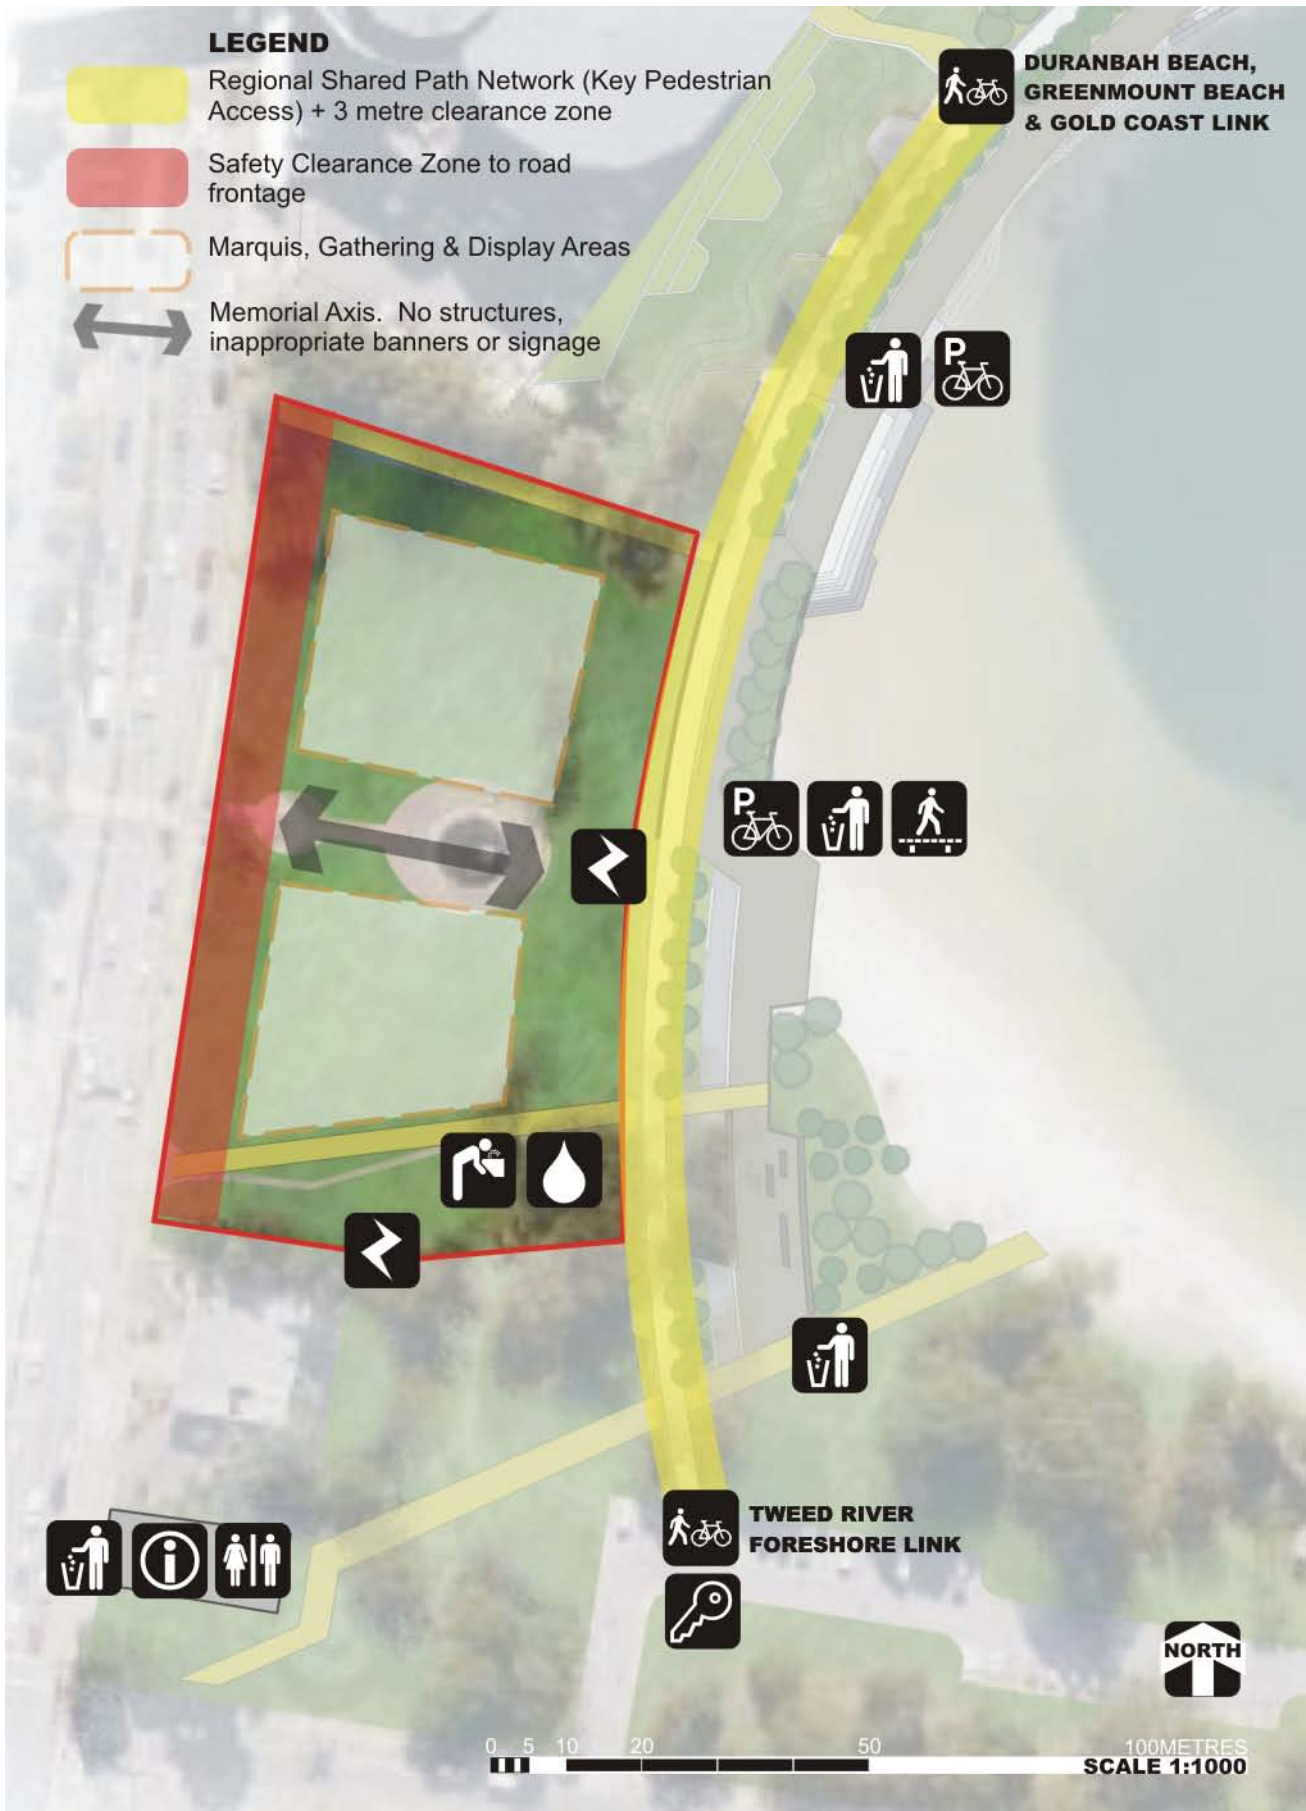 LEGEND
Regional Shared Path Network (Key Pedestrian
Access) + 3 metre clearance zone
Safety Clearance Zone to road
frontage
Marquis, Gathering & Display Areas
Memorial Axis. No structures,
inappropriate banners or signage
DURANBAH BEACH,
GREENMOUNT BEACH
& GOLD COAST LINK
P
P
TWEED RIVER
FORESHORE LINK
NORTH
0 5 10 20 50 100METRES
SCALE 1:1000